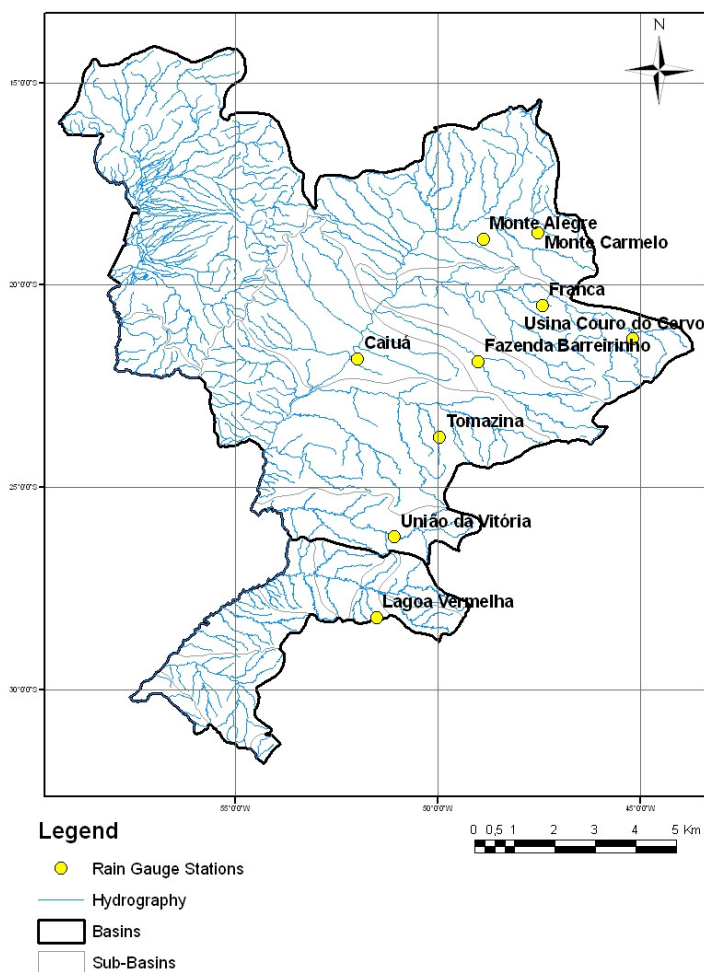 N
15°0'0"S
Monte Alegre
Monte Carmelo
20°0'0"S
Franca
Usina Couro do Cervo
Caiuá
Fazenda Barreirinho
Tomazina
25°0'0"S
União da Vitória
Lagoa Vermelha
30°0'0"S
55°0'0"W
50°0'0"W
45°0'0"W
Legend
0 0,5 1 2 3 4 5 Km
Rain Gauge Stations
Hydrography
Basins
Sub-Basins